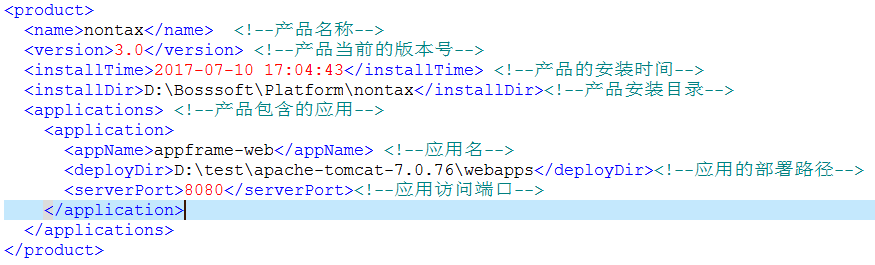 <product>
  <name>nontax</name>  <!--产品名称-->
  <version>3.0</version> <!--产品当前的版本号-->
  <installTime>2017-07-10 17:04:43</installTime> <!--产品的安装时间-->
  <installDir>D:\Bosssoft\Platform\nontax</installDir><!--产品安装目录-->
  <applications> <!--产品包含的应用-->
    <application>
      <appName>appframe-web</appName> <!--应用名-->
      <deployDir>D:\test\apache-tomcat-7.0.76\webapps</deployDir><!--应用的部署路径-->
      <serverPort>8080</serverPort><!--应用访问端口-->
    </application>
  </applications>
</product>